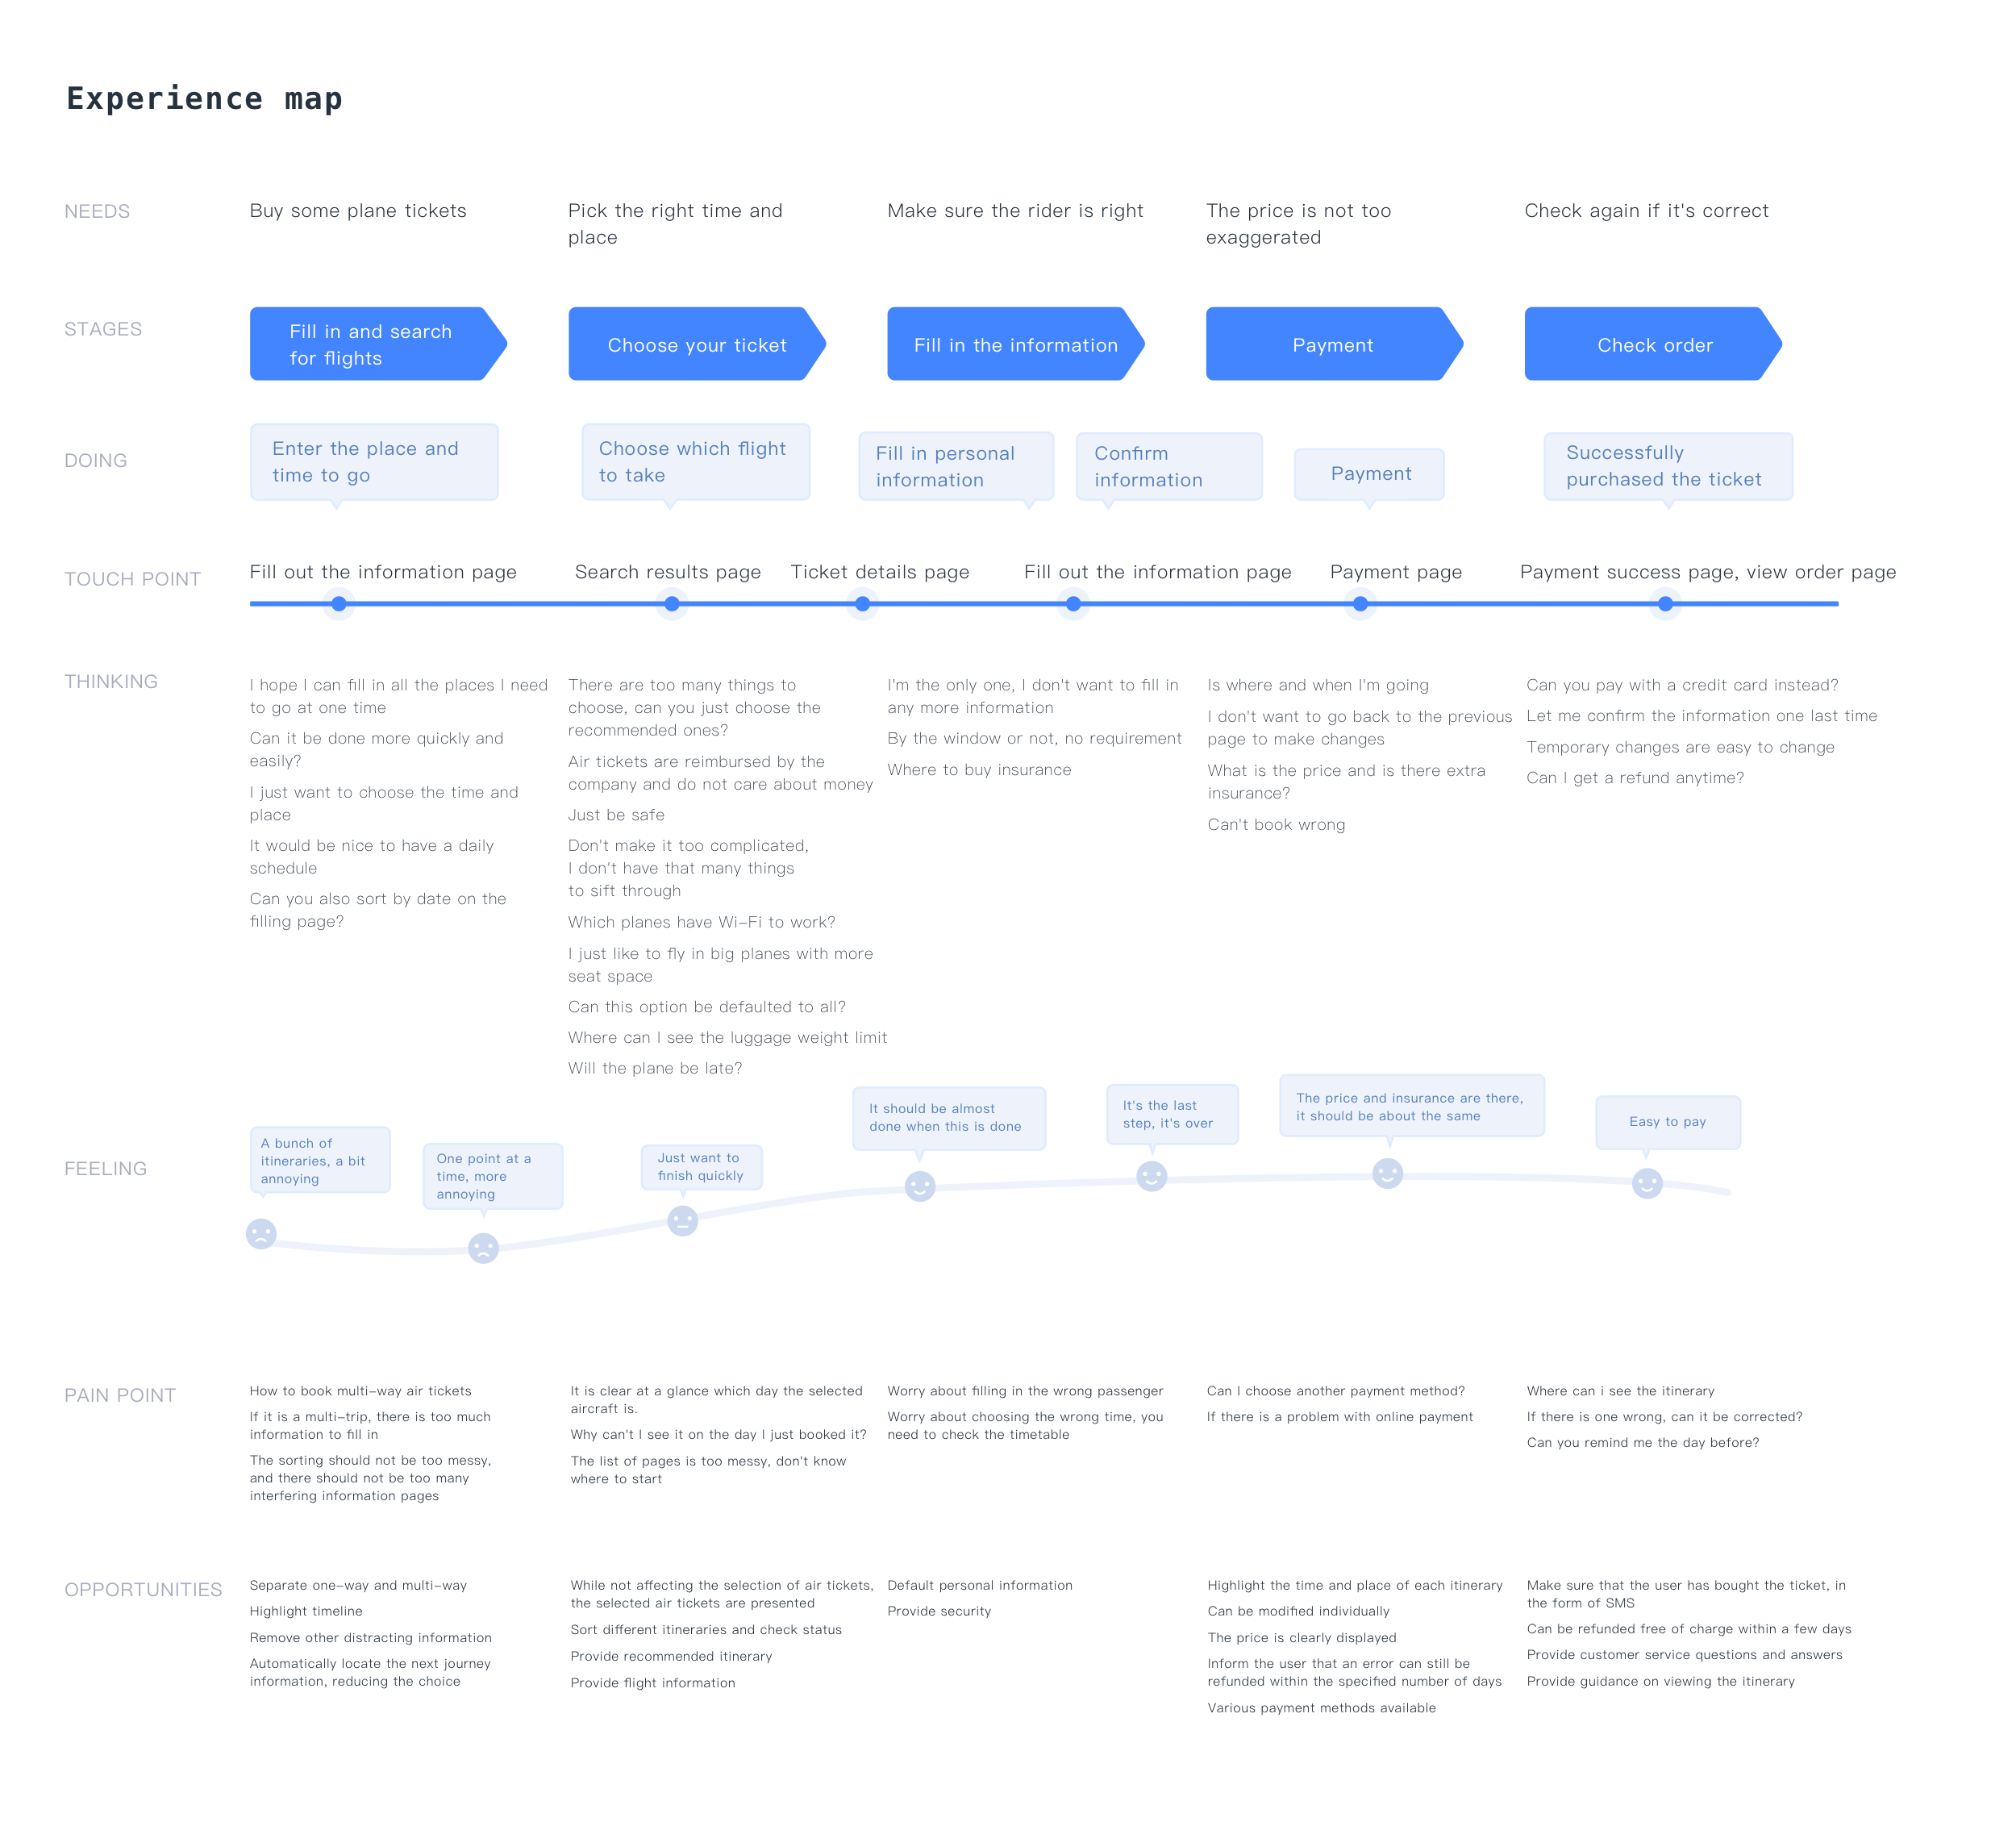 Experience map
NEEDS
Buy some plane tickets
Pick the right time and
place
Make sure the rider is right
The price is not too
exaggerated
Check again if it's correct
STAGES
Fill in and search
for flights
Choose your ticket
Fill in the information
Payment
Check order
DOING
Enter the place and
time to go
Choose which flight
to take
Fill in personal
information
Confirm
information
Payment
Successfully
purchased the ticket
TOUCH POINT
Fill out the information page
Search results page
Ticket details page
Fill out the information page
Payment page
Payment success page, view order page
THINKING
I hope I can fill in all the places I need
to go at one time
Can it be done more quickly and
easily?
I just want to choose the time and
place
It would be nice to have a daily
schedule
Can you also sort by date on the
filling page?
There are too many things to
choose, can you just choose the
recommended ones?
Air tickets are reimbursed by the
company and do not care about money
Just be safe
Don't make it too complicated,
I don't have that many things
to sift through
Which planes have Wi-Fi to work?
I just like to fly in big planes with more
seat space
Can this option be defaulted to all?
Where can I see the luggage weight limit
Will the plane be late?
I'm the only one, I don't want to fill in
any more information
By the window or not, no requirement
Where to buy insurance
Is where and when I'm going
I don't want to go back to the previous
page to make changes
What is the price and is there extra
insurance?
Can't book wrong
Can you pay with a credit card instead?
Let me confirm the information one last time
Temporary changes are easy to change
Can I get a refund anytime?
FEELING
A bunch of
itineraries, a bit
annoying
One point at a
time, more
annoying
Just want to
finish quickly
It should be almost
done when this is done
It's the last
step, it's over
The price and insurance are there,
it should be about the same
Easy to pay
PAIN POINT
How to book multi-way air tickets
If it is a multi-trip, there is too much
information to fill in
The sorting should not be too messy,
and there should not be too many
interfering information pages
It is clear at a glance which day the selected
aircraft is.
Why can't I see it on the day I just booked it?
The list of pages is too messy, don't know
where to start
Worry about filling in the wrong passenger
Worry about choosing the wrong time, you
need to check the timetable
Can I choose another payment method?
If there is a problem with online payment
Where can i see the itinerary
If there is one wrong, can it be corrected?
Can you remind me the day before?
OPPORTUNITIES
Separate one-way and multi-way
Highlight timeline
Remove other distracting information
Automatically locate the next journey
information, reducing the choice
While not affecting the selection of air tickets,
the selected air tickets are presented
Sort different itineraries and check status
Provide recommended itinerary
Provide flight information
Default personal information
Provide security
Highlight the time and place of each itinerary
Can be modified individually
The price is clearly displayed
Inform the user that an error can still be
refunded within the specified number of days
Various payment methods available
Make sure that the user has bought the ticket, in
the form of SMS
Can be refunded free of charge within a few days
Provide customer service questions and answers
Provide guidance on viewing the itinerary